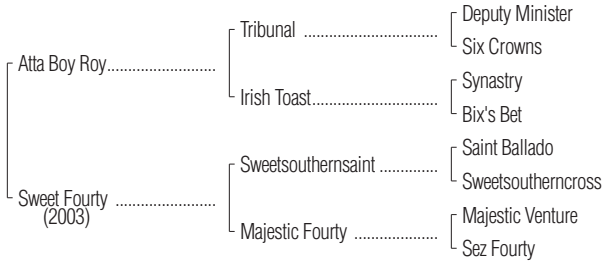 Deputy Minister
Tribunal ..............................
Six Crowns
Atta Boy Roy........................
Synastry
Irish Toast............................
Bix's Bet
Saint Ballado
Sweetsouthernsaint .............
Sweetsoutherncross
Sweet Fourty ......................
(2003)
Majestic Venture
Majestic Fourty ...................
Sez Fourty